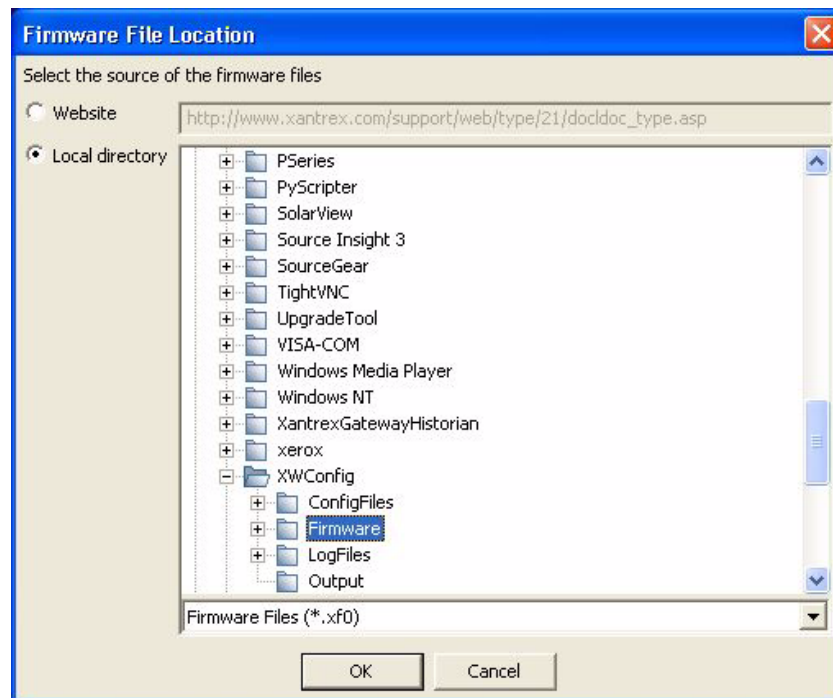 Firmware File Location
Select the source of the firmware files
Website
http://www.xantrex.com/support/web/type/21/docldoc_type.asp
Local directory
PSeries
PyScripter
SolarView
Source Insight 3
SourceGear
TightVNC
UpgradeTool
VISA-COM
Windows Media Player
Windows NT
XantrexGatewayHistorian
xerox
XWConfig
ConfigFiles
Firmware
LogFiles
Output
Firmware Files (*.xf0)
OK Cancel